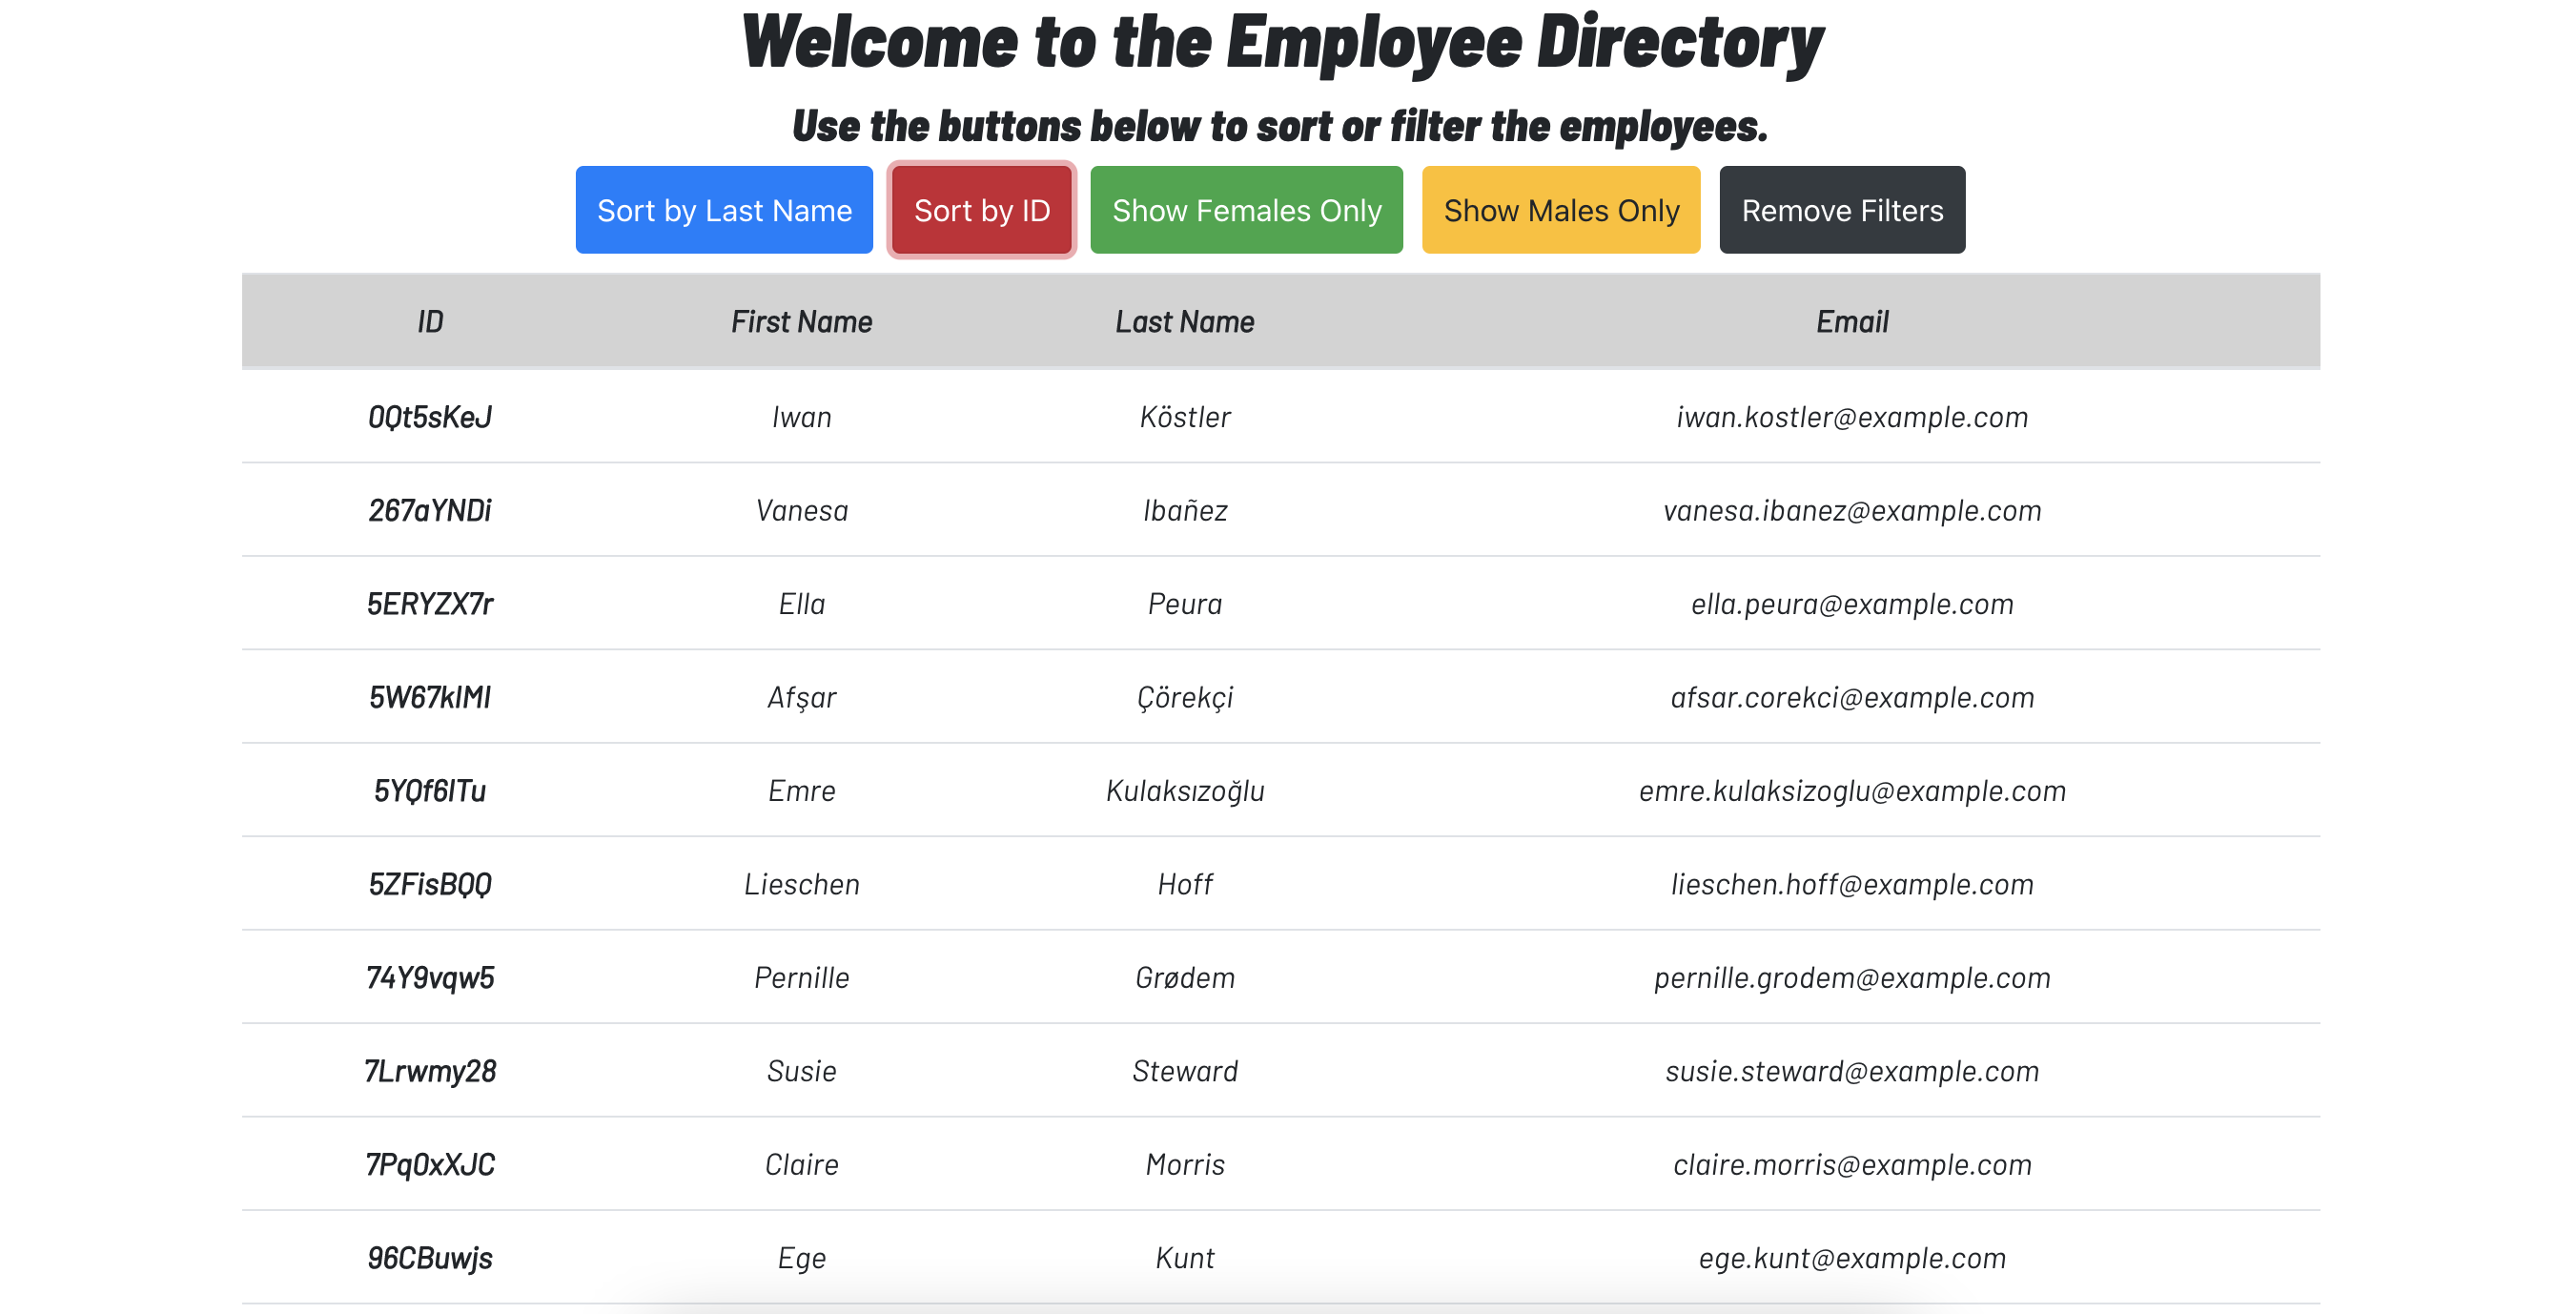 Welcome to the Employee Directory
Use the buttons below to sort or filter the employees.
Sort by Last Name Sort by ID Show Females Only Show Males Only Remove Filters
ID First Name Last Name Email
0Qt5sKeJ Iwan Köstler iwan.kostler@example.com
267aYNDi Vanesa Ibañez vanesa.ibanez@example.com
5ERYZX7r Ella Peura ella.peura@example.com
5W67kIMI Afşar Çörekçi afsar.corekci@example.com
5YQf6ITu Emre Kulaksızoğlu emre.kulaksizoglu@example.com
5ZFisBQQ Lieschen Hoff lieschen.hoff@example.com
74Y9vqw5 Pernille Grødem pernille.grodem@example.com
7Lrwmy28 Susie Steward susie.steward@example.com
7Pq0xXJC Claire Morris claire.morris@example.com
96CBuwjs Ege Kunt ege.kunt@example.com